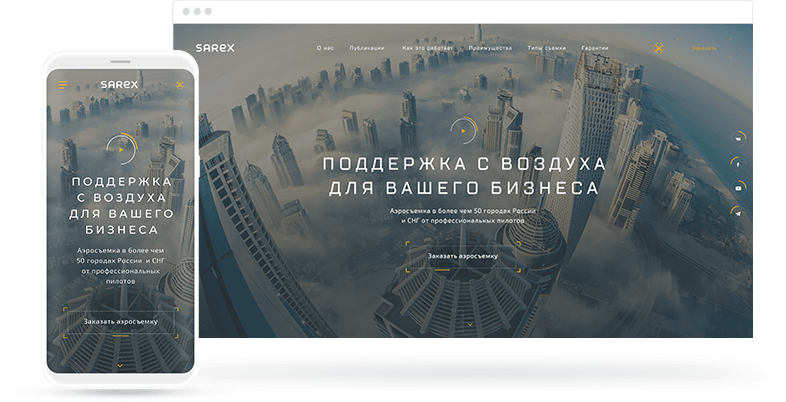 SAREX
О нас Публикации Как это работает Преимущества Типы съемки Гарантии Заказать
ПОДДЕРЖКА С ВОЗДУХА
ДЛЯ ВАШЕГО БИЗНЕСА
Аэросъемка в более чем 50 городах России
и СНГ от профессиональных пилотов
Заказать аэросъемку
SAREX
ПОДДЕРЖКА
С ВОЗДУХА
ДЛЯ ВАШЕГО
БИЗНЕСА
Аэросъемка в более чем
50 городах России и СНГ
от профессиональных
пилотов
Заказать аэросъемку